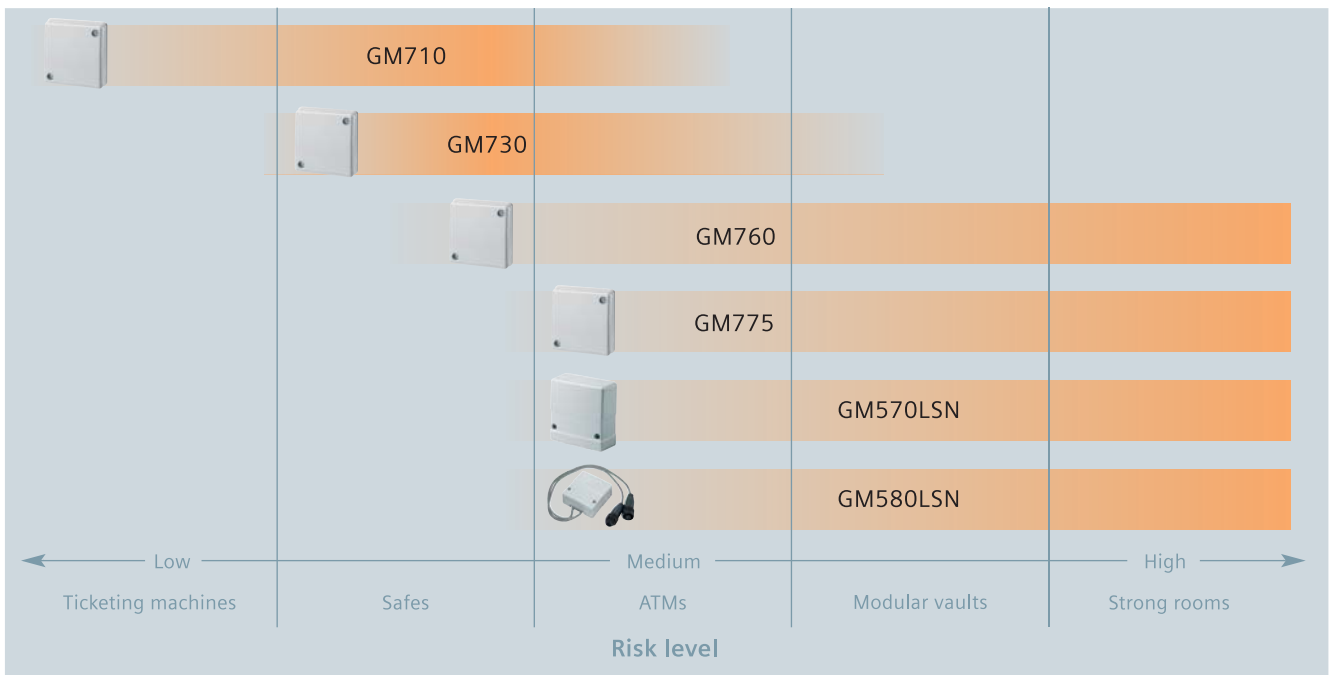 GM710
GM730
GM760
GM775
GM570LSN
GM580LSN
Low Medium High
Ticketing machines Safes ATMs Modular vaults Strong rooms
Risk level